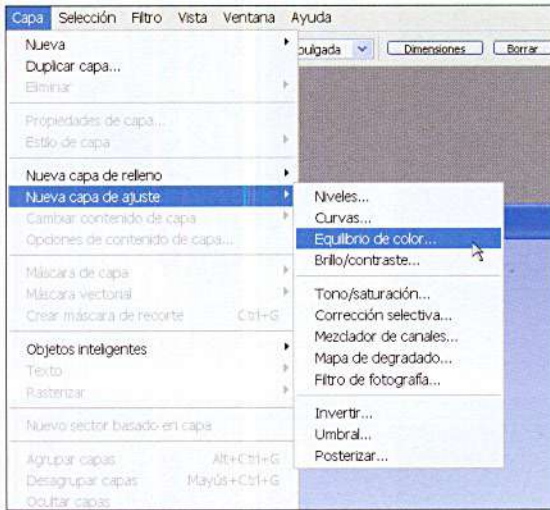 Capa Selección Filtro Vista Ventana Ayuda
pulgada Dimensiones Borrar
Nueva
Duplicar capa...
Eliminar
Propiedades de capa...
Estilo de capa
Nueva capa de relleno
Nueva capa de ajuste
Cambiar contenido de capa
Opciones de contenido de capa...
Máscara de capa
Máscara vectorial
Crear máscara de recorte Ctrl+G
Objetos inteligentes
Texto
Rasterizar
Nuevo sector basado en capa
Agrupar capas Alt+Ctrl+G
Desagrupar capas Mayús+Ctrl+G
Ocultar capas
Niveles...
Curvas...
Equilibrio de color...
Brillo/contraste...
Tono/saturación...
Corrección selectiva...
Mezclador de canales...
Mapa de degradado...
Filtro de fotografía...
Invertir...
Umbral...
Posterizar...